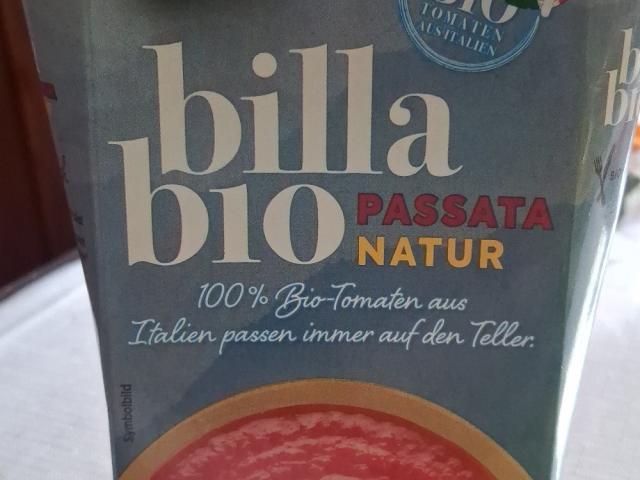 BIO
TOMATEN
AUS ITALIEN
billa
bio
PASSATA
NATUR
100% Bio-Tomaten aus
Italien passen immer auf den Teller.
Symbolbild